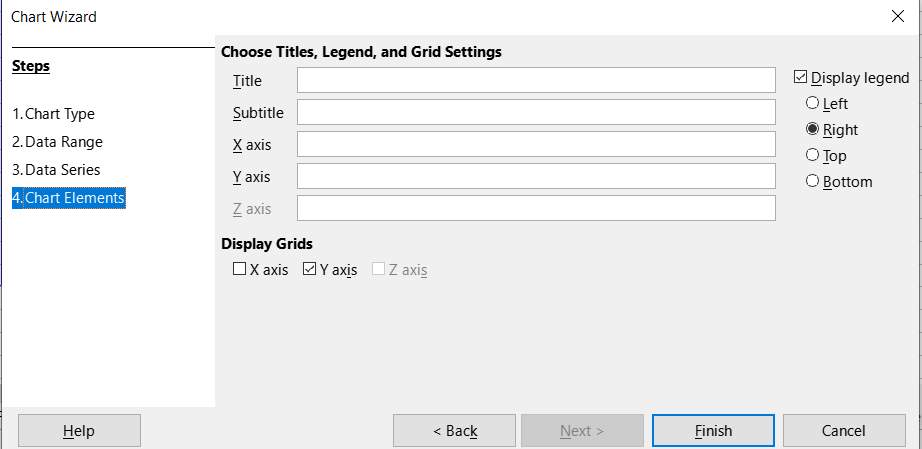 Chart Wizard
Steps
1. Chart Type
2. Data Range
3. Data Series
4. Chart Elements
Choose Titles, Legend, and Grid Settings
Title
Subtitle
X axis
Y axis
Z axis
Display legend
Left
Right
Top
Bottom
Display Grids
X axis Y axis Z axis
Help < Back Next > Finish Cancel